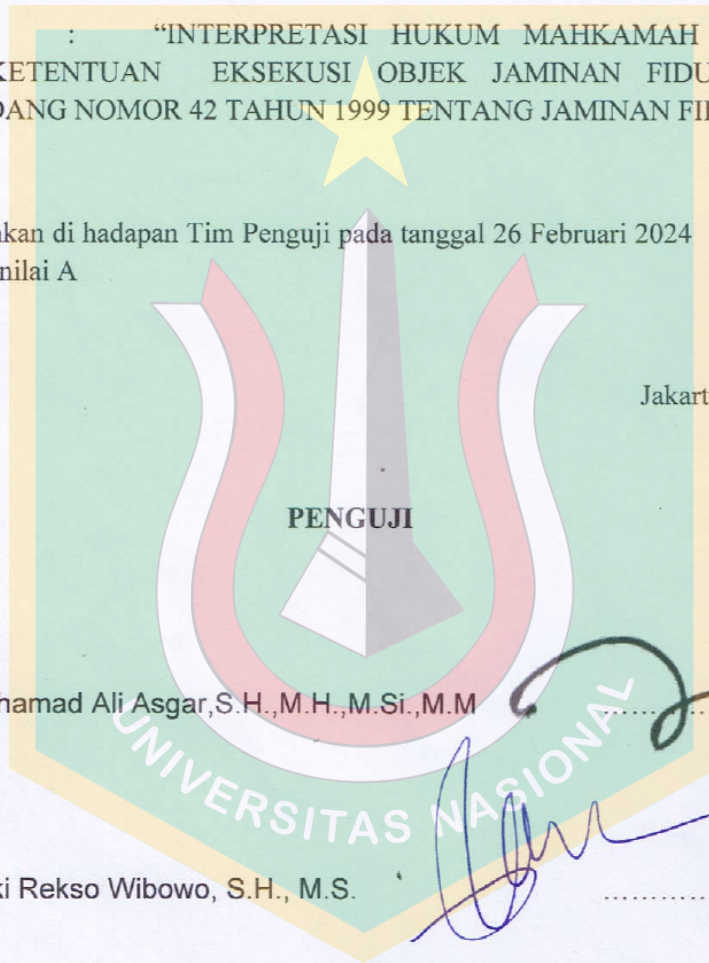 : “INTERPRETASI HUKUM MAHKAMAH
KETENTUAN EKSEKUSI OBJEK JAMINAN FIDU
DANG NOMOR 42 TAHUN 1999 TENTANG JAMINAN FI
kan di hadapan Tim Penguji pada tanggal 26 Februari 2024
nilai A
Jakart
PENGUJI
hamad Ali Asgar,S.H.,M.H.,M.Si.,M.M ..........
ki Rekso Wibowo, S.H., M.S. ..........
UNIVERSITAS NASIONAL